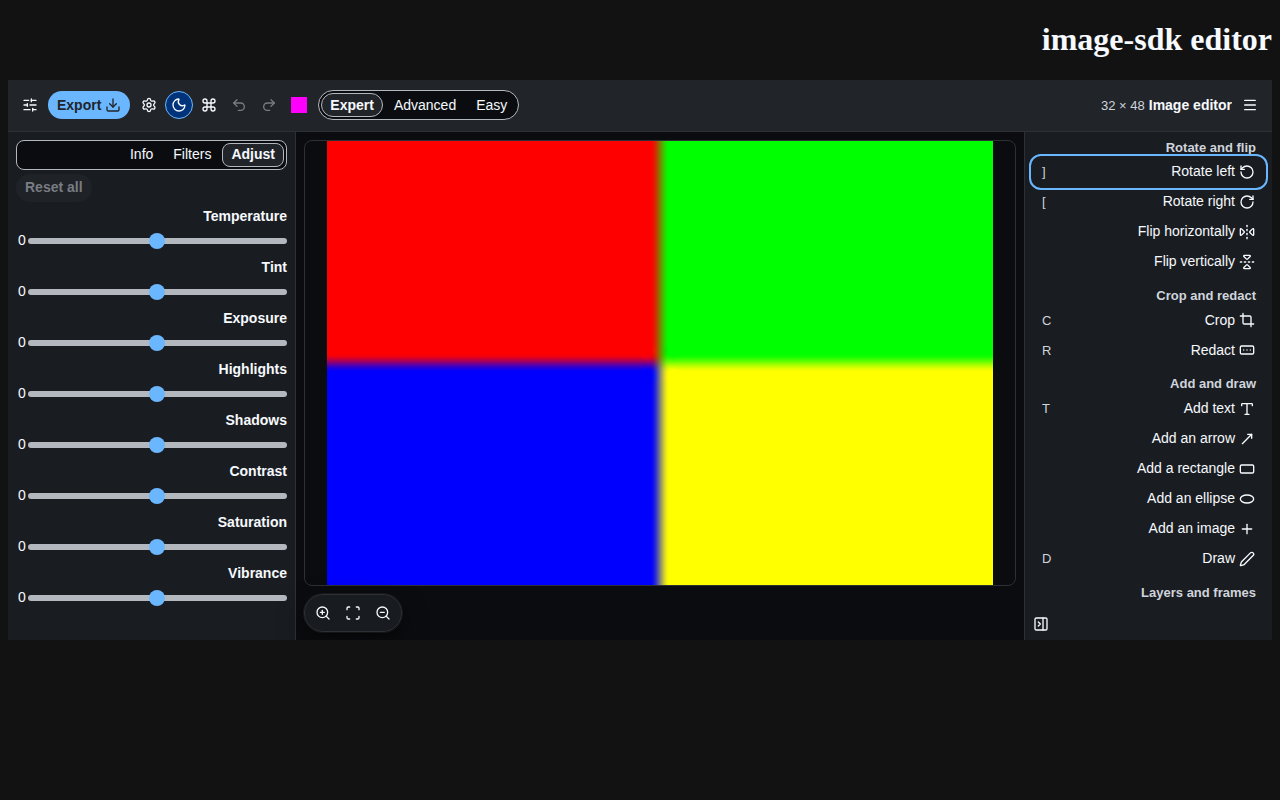 image-sdk editor
Export
Expert Advanced Easy
32 × 48 Image editor
Info Filters Adjust
Reset all
Temperature
0
Tint
0
Exposure
0
Highlights
0
Shadows
0
Contrast
0
Saturation
0
Vibrance
0
Rotate and flip
] Rotate left
[ Rotate right
Flip horizontally
Flip vertically
Crop and redact
C Crop
R Redact
Add and draw
T Add text
Add an arrow
Add a rectangle
Add an ellipse
Add an image
D Draw
Layers and frames